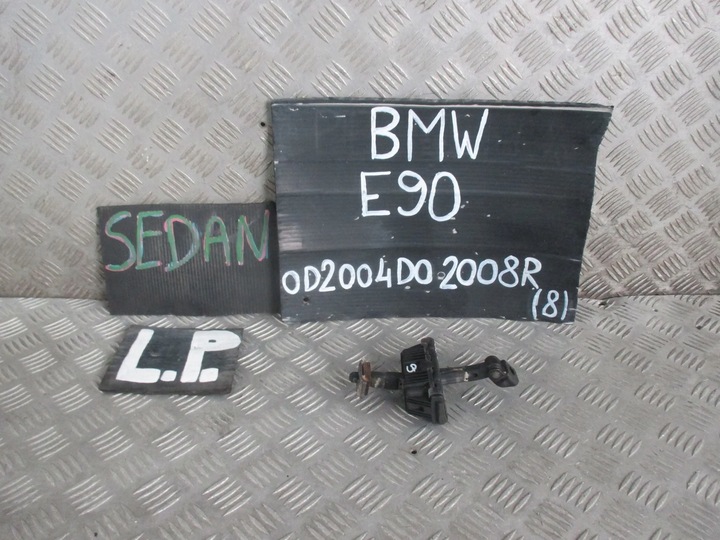 BMW
E90
OD2004DO2008R
(8)
SEDAN
L.P.